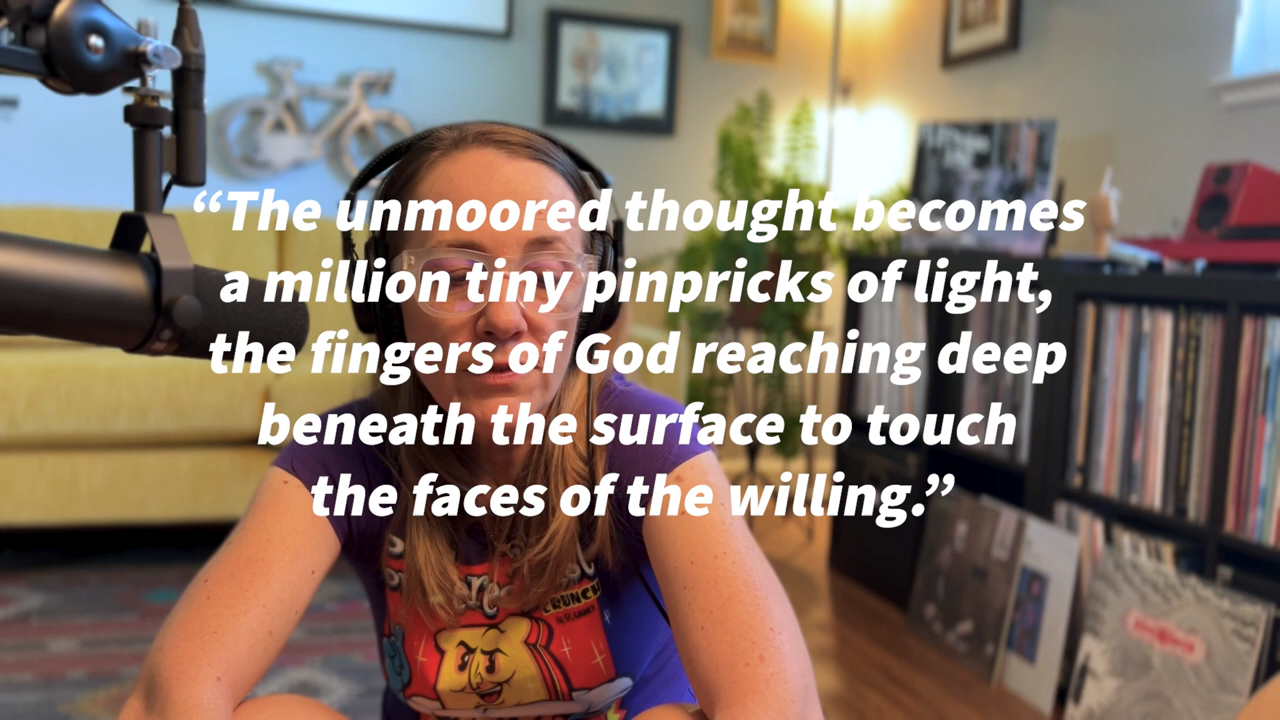 “The unmoored thought becomes
a million tiny pinpricks of light,
the fingers of God reaching deep
beneath the surface to touch
the faces of the willing.”
CRUNCH